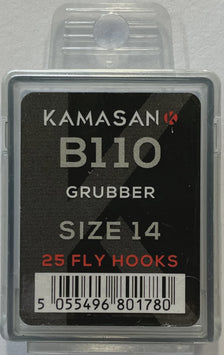 KAMASAN K
B110
GRUBBER
SIZE 14
25 FLY HOOKS
5 055496 801780